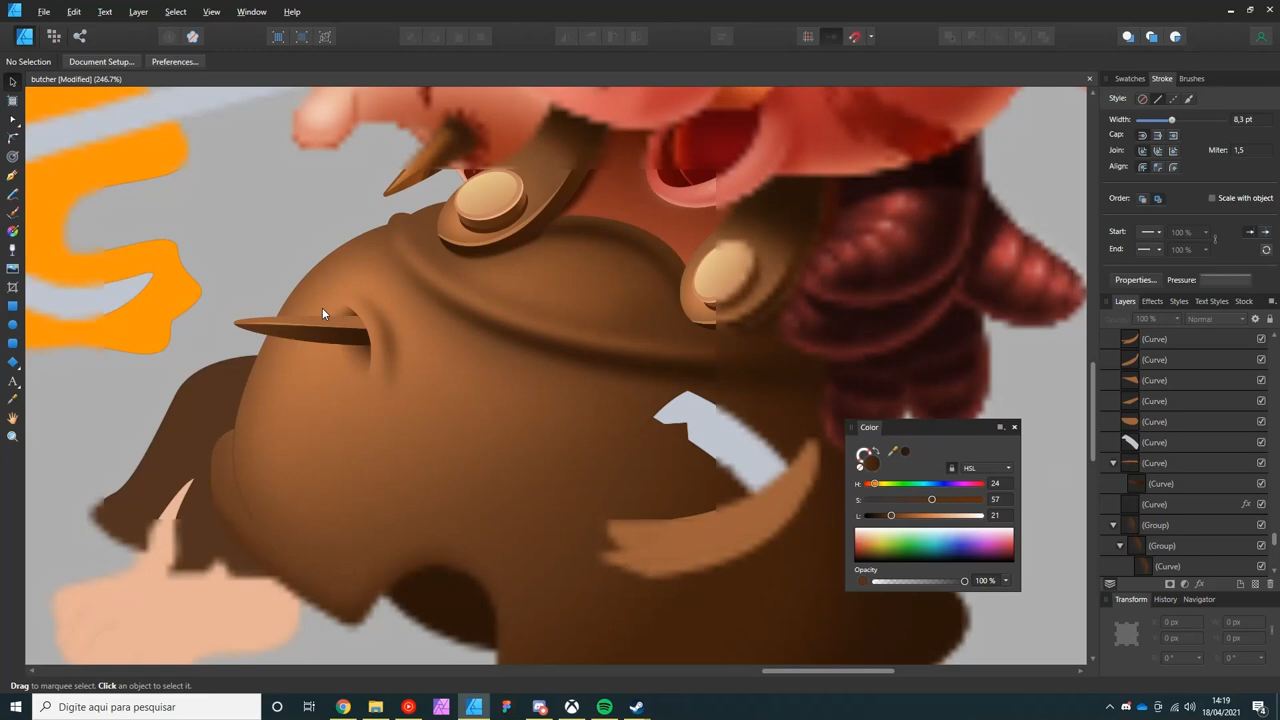 File Edit Text Layer Select View Window Help
No Selection Document Setup... Preferences...
butcher [Modified] (246.7%)
Swatches Stroke Brushes
Style:
Width: 8,3 pt
Cap:
Join: Miter: 1,5
Align:
Order: Scale with object
Start: 100 %
End: 100 %
Properties... Pressure:
Layers Effects Styles Text Styles Stock
Opacity: 100 % Normal
(Curve)
(Curve)
(Curve)
(Curve)
(Curve)
(Curve)
(Curve)
(Curve)
(Curve)
(Group)
(Group)
(Curve)
Color
HSL
H: 24
S: 57
L: 21
Opacity
100 %
Transform History Navigator
X: 0 px Y: 0 px
Y: 0 px H: 0 px
0 ° S: 0 °
Drag to marquee select. Click an object to select it.
Digite aqui para pesquisar
14:19
18/04/2021
4